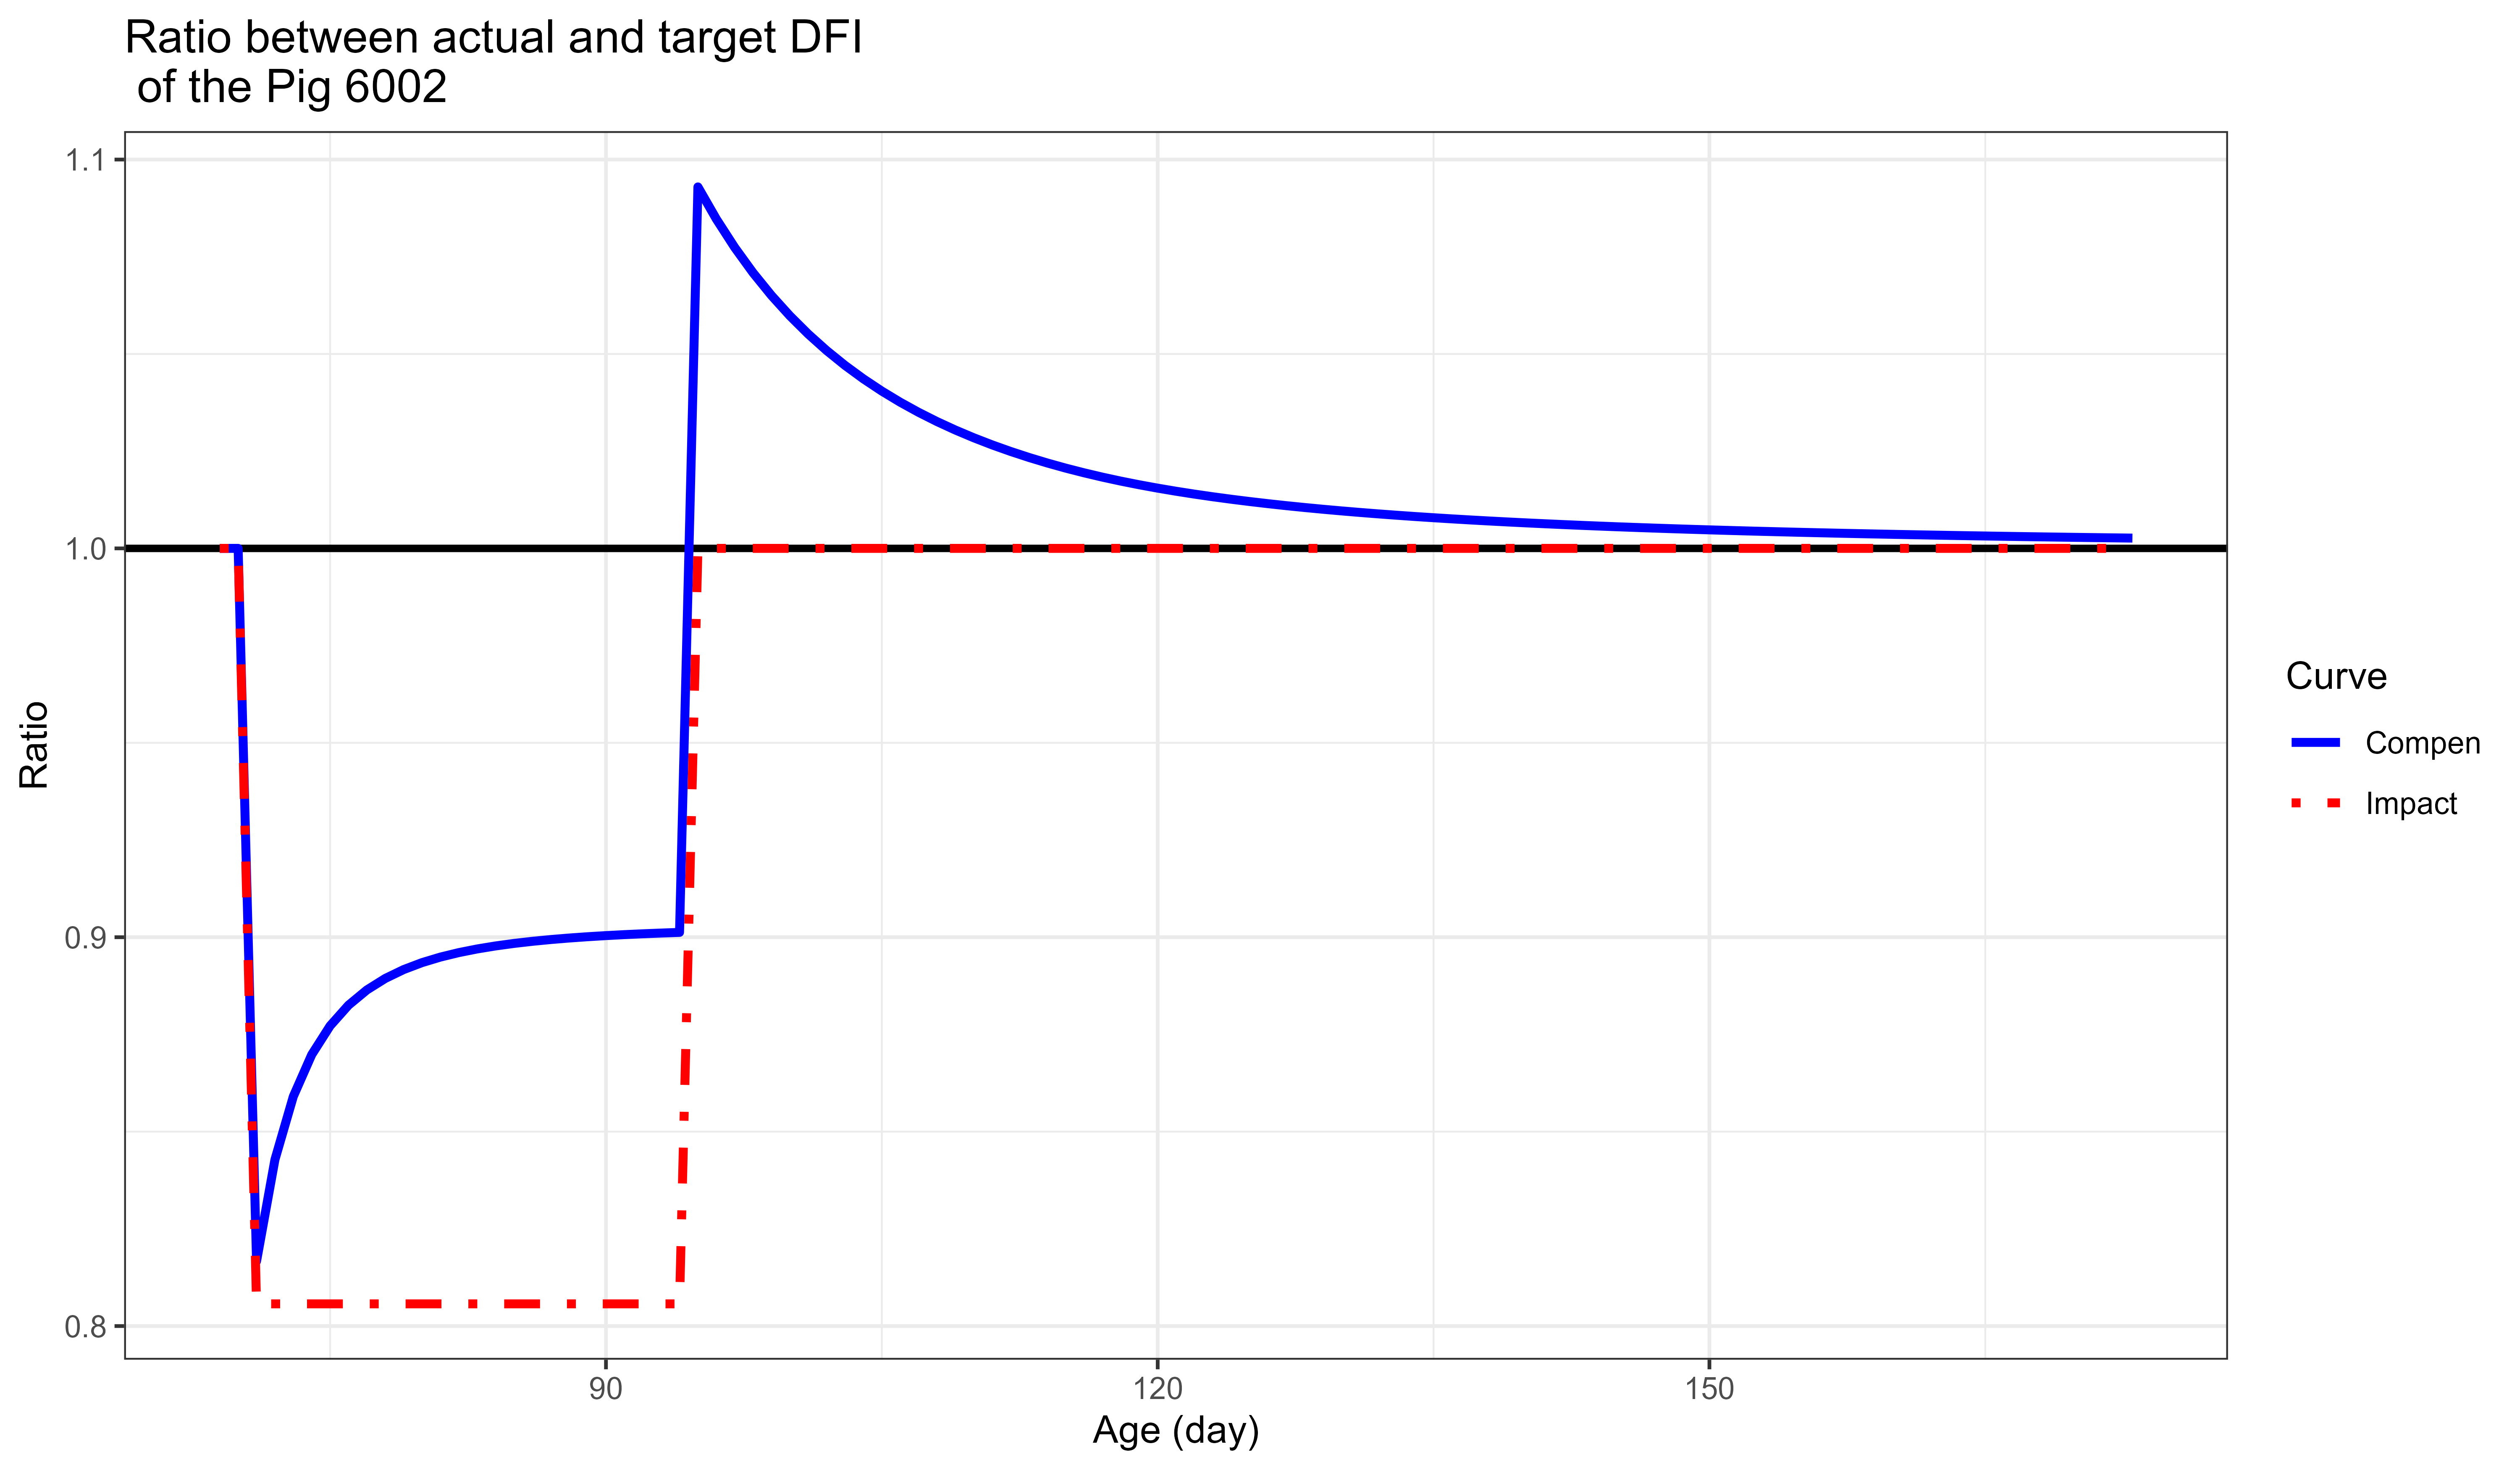 Ratio between actual and target DFI
of the Pig 6002
1.1
1.0
0.9
0.8
Ratio
90
120
150
Age (day)
Curve
Compen
Impact